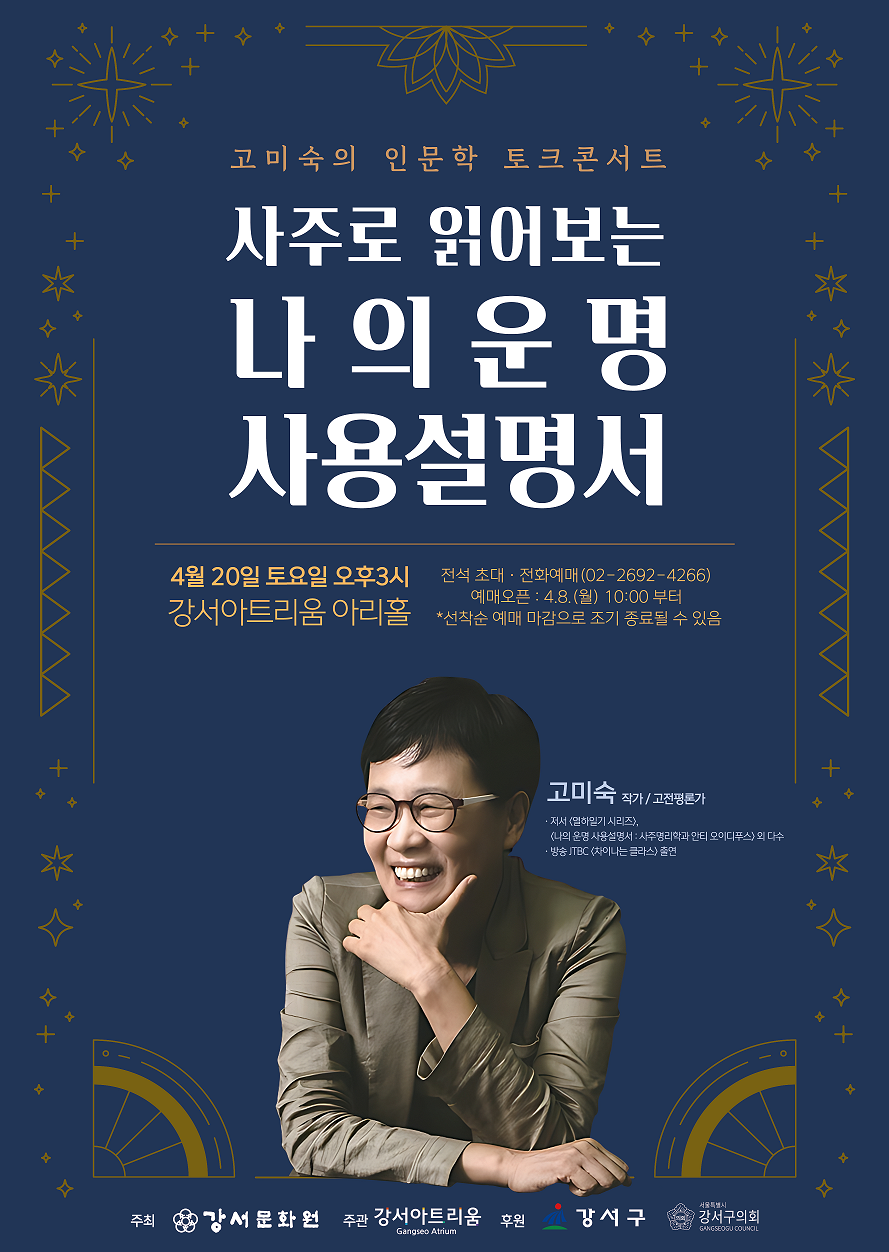 고미숙의 인문학 토크콘서트
사주로 읽어보는
나의운명
사용설명서
4월 20일 토요일 오후3시
강서아트리움 아리홀
전석 초대 · 전화예매(02-2692-4266)
예매오픈 : 4.8.(월) 10:00 부터
*선착순 예매 마감으로 조기 종료될 수 있음
고미숙 작가 / 고전평론가
· 저서 <열하일기 시리즈>,
<나의 운명 사용설명서 : 사주명리학과 안티 오이디푸스> 외 다수
· 방송 JTBC <차이나는 클라스> 출연
주최 강서문화원 주관 강서아트리움 Gangseo Atrium 후원 강서구 서울특별시 강서구의회 GANGSEOGU COUNCIL
의회